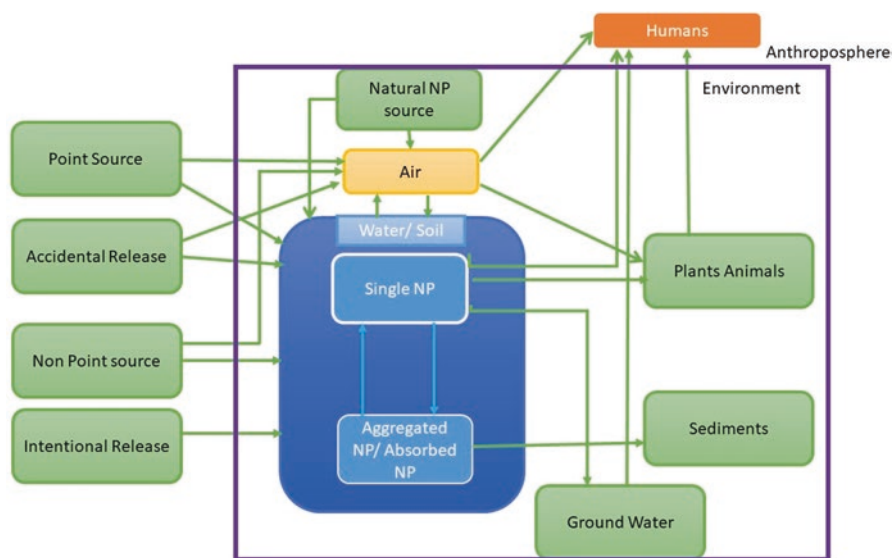 Humans
Anthroposphere
Environment
Natural NP
source
Point Source
Air
Water/ Soil
Accidental Release
Single NP
Plants Animals
Non Point source
Intentional Release
Aggregated
NP/ Absorbed
NP
Sediments
Ground Water